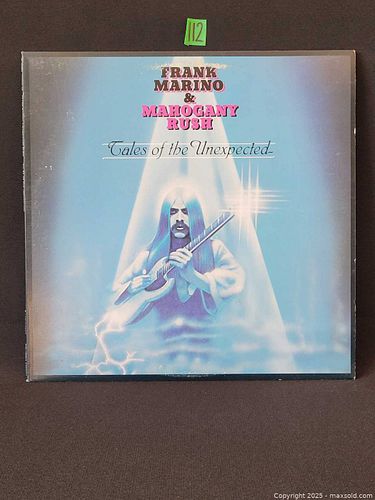 112
FRANK
MARINO
&
MAHOGANY
RUSH
Tales of the Unexpected
Copyright 2025 - maxsold.com